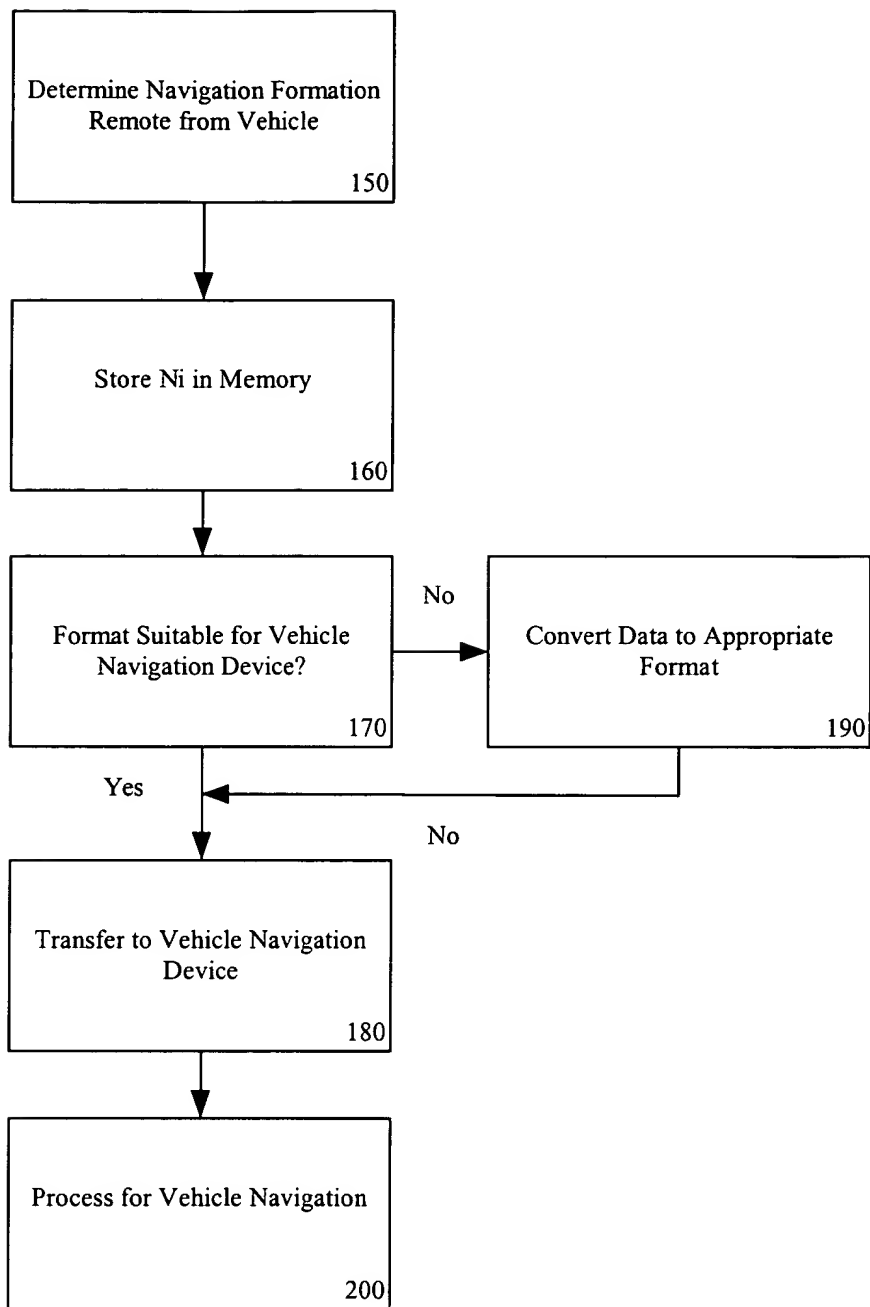 Determine Navigation Formation
Remote from Vehicle
150
Store Ni in Memory
160
Format Suitable for Vehicle
Navigation Device?
170
No
Convert Data to Appropriate
Format
190
Yes
No
Transfer to Vehicle Navigation
Device
180
Process for Vehicle Navigation
200